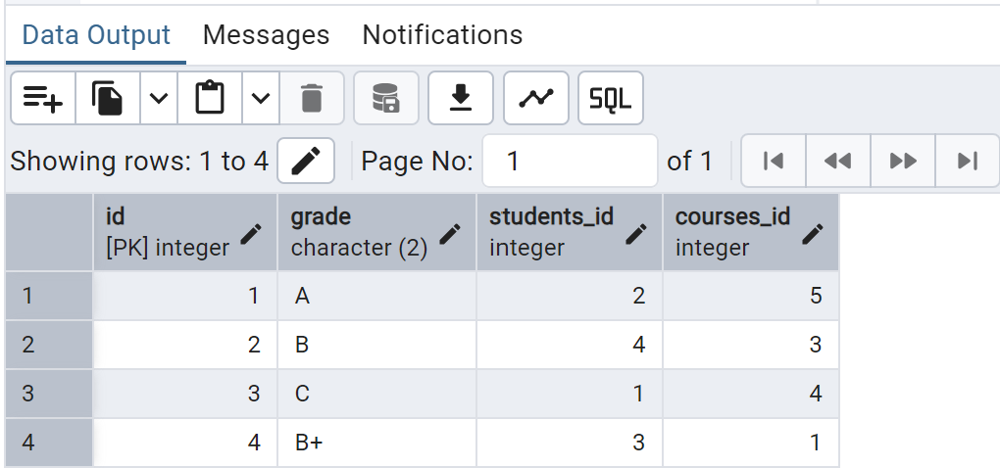 Data Output Messages Notifications
SQL
Showing rows: 1 to 4 Page No: 1 of 1
id grade students_id courses_id
[PK] integer character (2) integer integer
1 1 A 2 5
2 2 B 4 3
3 3 C 1 4
4 4 B+ 3 1